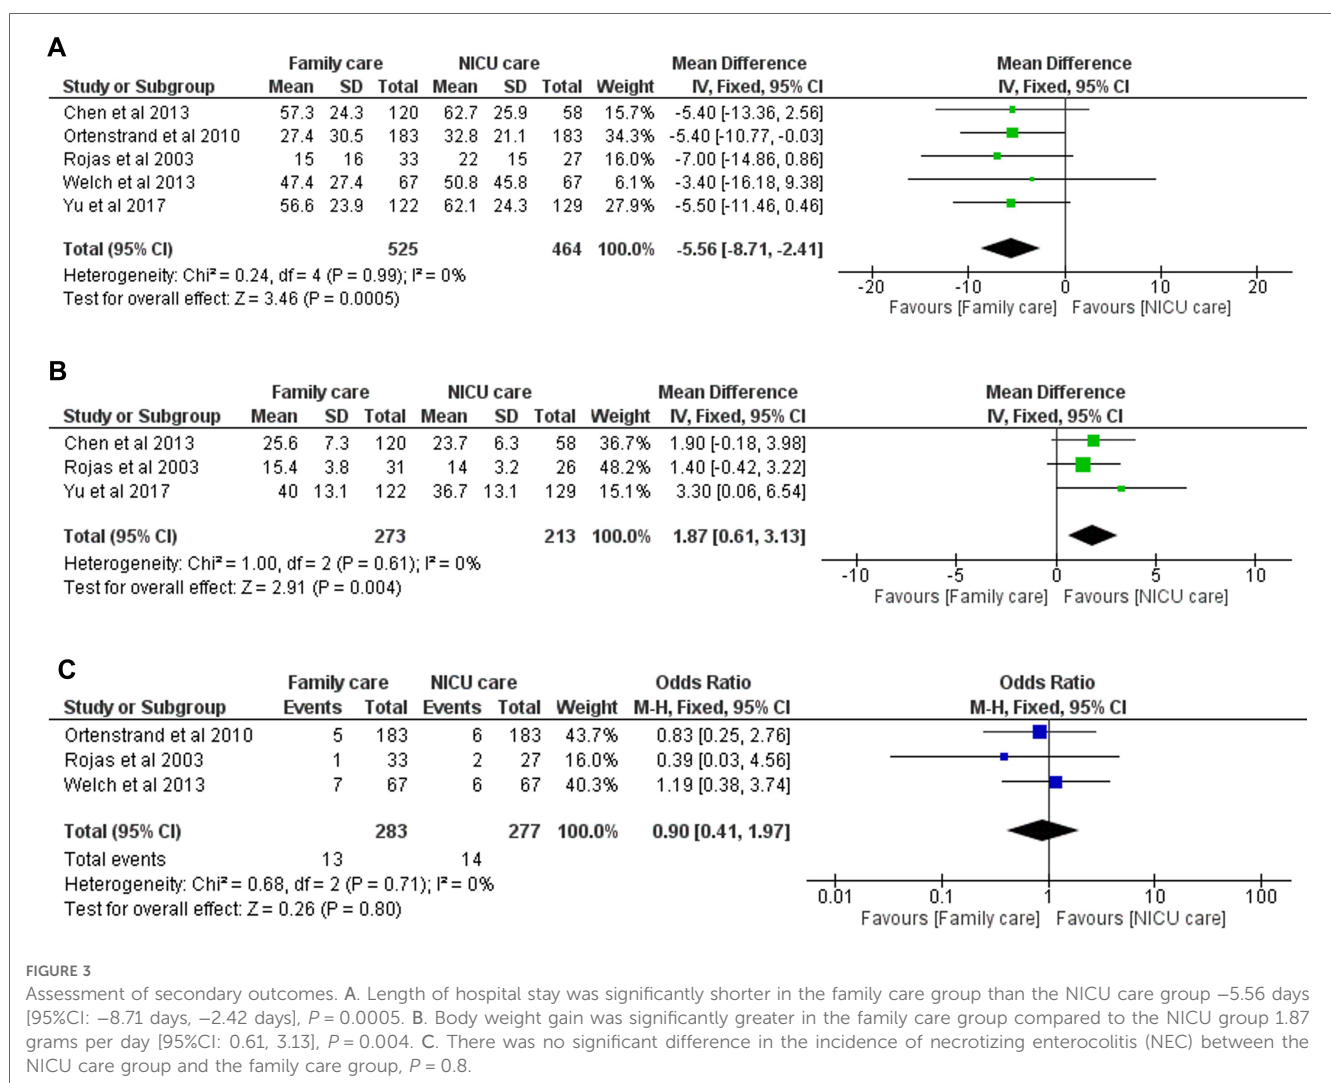 A
Family care NICU care Mean Difference Mean Difference
Study or Subgroup Mean SD Total Mean SD Total Weight IV, Fixed, 95% CI IV, Fixed, 95% CI
Chen et al 2013 57.3 24.3 120 62.7 25.9 58 15.7% -5.40 [-13.36, 2.56]
Ortenstrand et al 2010 27.4 30.5 183 32.8 21.1 183 34.3% -5.40 [-10.77, -0.03]
Rojas et al 2003 15 16 33 22 15 27 16.0% -7.00 [-14.86, 0.86]
Welch et al 2013 47.4 27.4 67 50.8 45.8 67 6.1% -3.40 [-16.18, 9.38]
Yu et al 2017 56.6 23.9 122 62.1 24.3 129 27.9% -5.50 [-11.46, 0.46]
Total (95% CI) 525 464 100.0% -5.56 [-8.71, -2.41]
Heterogeneity: Chi² = 0.24, df = 4 (P = 0.99); I² = 0%
Test for overall effect: Z = 3.46 (P = 0.0005)
-20 -10 0 10 20
Favours [Family care] Favours [NICU care]
B
Family care NICU care Mean Difference Mean Difference
Study or Subgroup Mean SD Total Mean SD Total Weight IV, Fixed, 95% CI IV, Fixed, 95% CI
Chen et al 2013 25.6 7.3 120 23.7 6.3 58 36.7% 1.90 [-0.18, 3.98]
Rojas et al 2003 15.4 3.8 31 14 3.2 26 48.2% 1.40 [-0.42, 3.22]
Yu et al 2017 40 13.1 122 36.7 13.1 129 15.1% 3.30 [0.06, 6.54]
Total (95% CI) 273 213 100.0% 1.87 [0.61, 3.13]
Heterogeneity: Chi² = 1.00, df = 2 (P = 0.61); I² = 0%
Test for overall effect: Z = 2.91 (P = 0.004)
-10 -5 0 5 10
Favours [Family care] Favours [NICU care]
C
Family care NICU care Odds Ratio Odds Ratio
Study or Subgroup Events Total Events Total Weight M-H, Fixed, 95% CI M-H, Fixed, 95% CI
Ortenstrand et al 2010 5 183 6 183 43.7% 0.83 [0.25, 2.76]
Rojas et al 2003 1 33 2 27 16.0% 0.39 [0.03, 4.56]
Welch et al 2013 7 67 6 67 40.3% 1.19 [0.38, 3.74]
Total (95% CI) 283 277 100.0% 0.90 [0.41, 1.97]
Total events 13 14
Heterogeneity: Chi² = 0.68, df = 2 (P = 0.71); I² = 0%
Test for overall effect: Z = 0.26 (P = 0.80)
0.01 0.1 1 10 100
Favours [Family care] Favours [NICU care]
FIGURE 3
Assessment of secondary outcomes. A. Length of hospital stay was significantly shorter in the family care group than the NICU care group −5.56 days
[95%CI: −8.71 days, −2.42 days], P = 0.0005. B. Body weight gain was significantly greater in the family care group compared to the NICU group 1.87
grams per day [95%CI: 0.61, 3.13], P = 0.004. C. There was no significant difference in the incidence of necrotizing enterocolitis (NEC) between the
NICU care group and the family care group, P = 0.8.